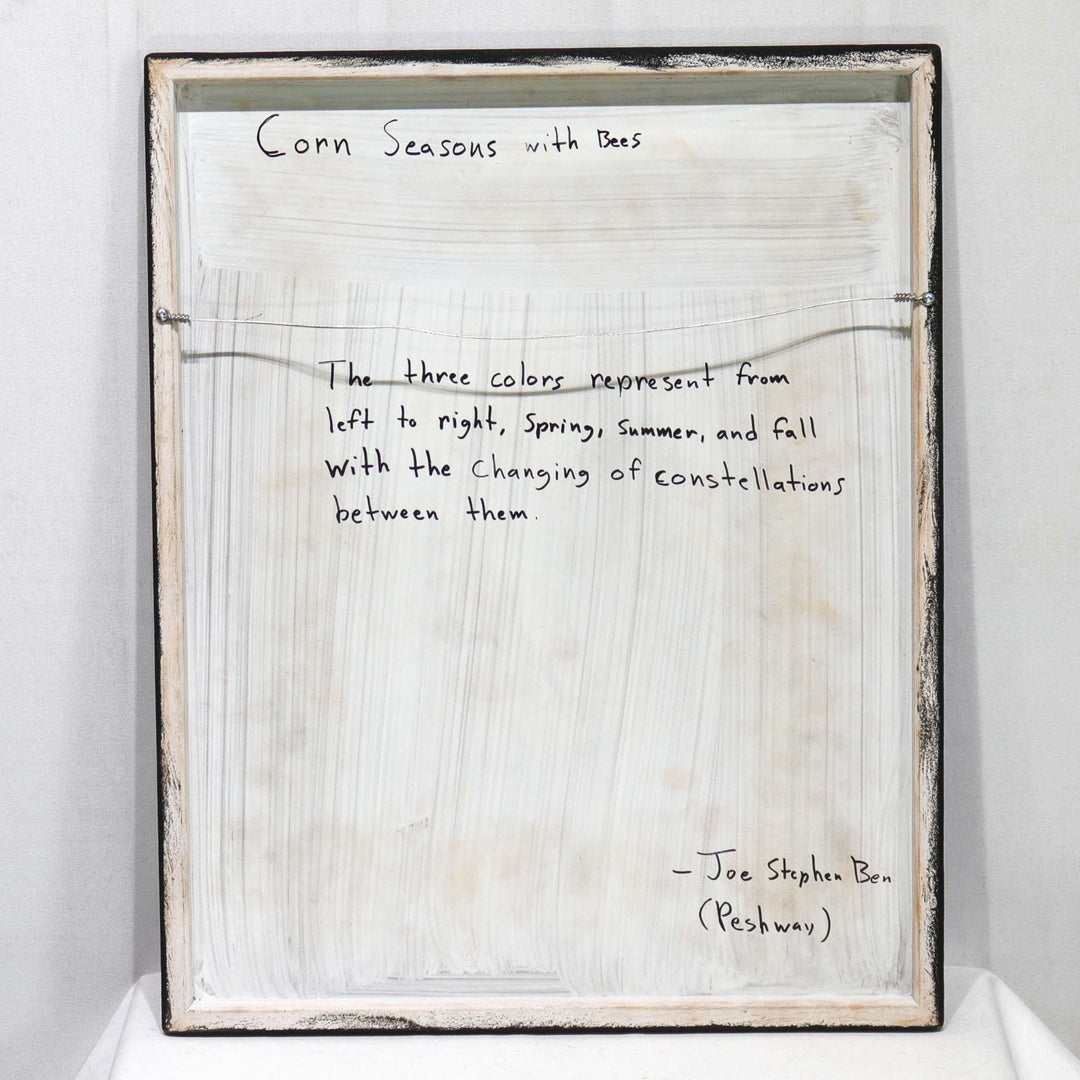 Corn Seasons with Bees
The three colors represent from
left to right, Spring, Summer, and fall
with the changing of constellations
between them.
- Joe Stephen Ben
(Peshway)